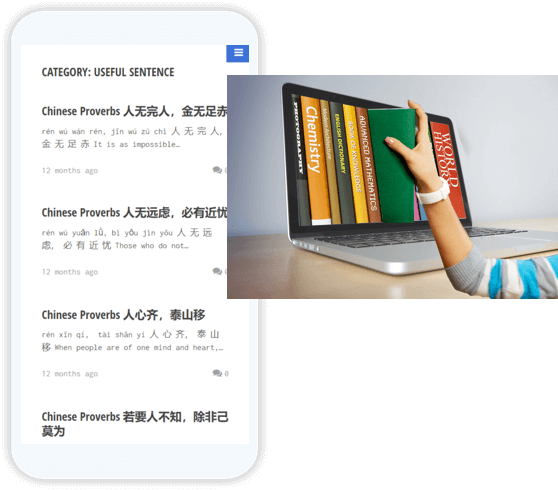 CATEGORY: USEFUL SENTENCE
Chinese Proverbs 人无完人，金无足赤
rén wú wán rén, jīn wú zú chì 人 无 完 人,
金 无 足 赤 It is as impossible…
12 months ago
Chinese Proverbs 人无远虑，必有近忧
rén wú yuǎn lǜ, bì yǒu jìn yōu 人 无 远
虑, 必 有 近 忧 Those who do not…
12 months ago
Chinese Proverbs 人心齐，泰山移
rén xīn qí, tài shān yí 人 心 齐, 泰 山
移 When people are of one mind and heart,…
12 months ago 0
Chinese Proverbs 若要人不知，除非己
莫为
PHOTOGRAPHY
Chemistry
Modern Architecture
ENGLISH DICTIONARY
BOOK OF KNOWLEDGE
ADVANCED MATHEMATICS
WORLD
HISTORY